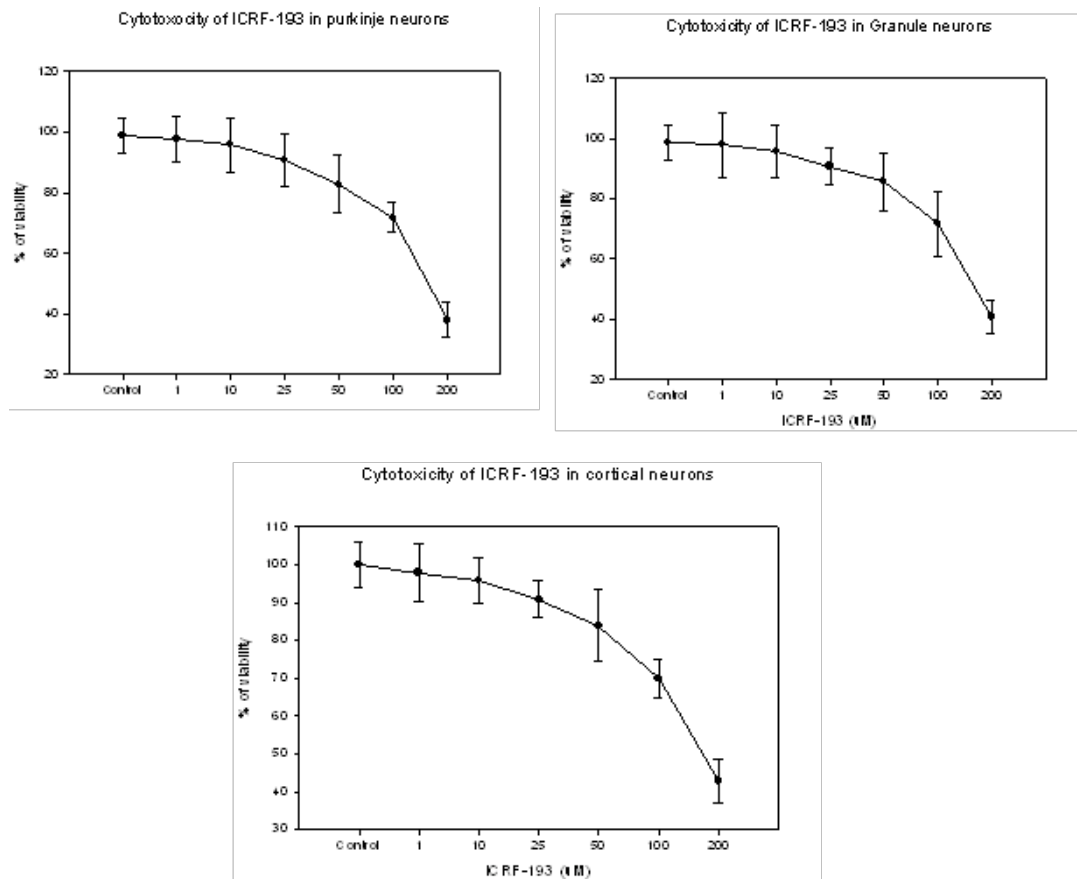 Cytotoxocity of ICRF-193 in purkinje neurons
120
100
80
60
40
20
% of viability
Control 1 10 25 50 100 200
Cytotoxicity of ICRF-193 in Granule neurons
120
100
80
60
40
20
% of viability
Control 1 10 25 50 100 200
ICRF-193 (uM)
Cytotoxicity of ICRF-193 in cortical neurons
110
100
90
80
70
60
50
40
30
% of viability
Control 1 10 25 50 100 200
ICRF-193 (uM)